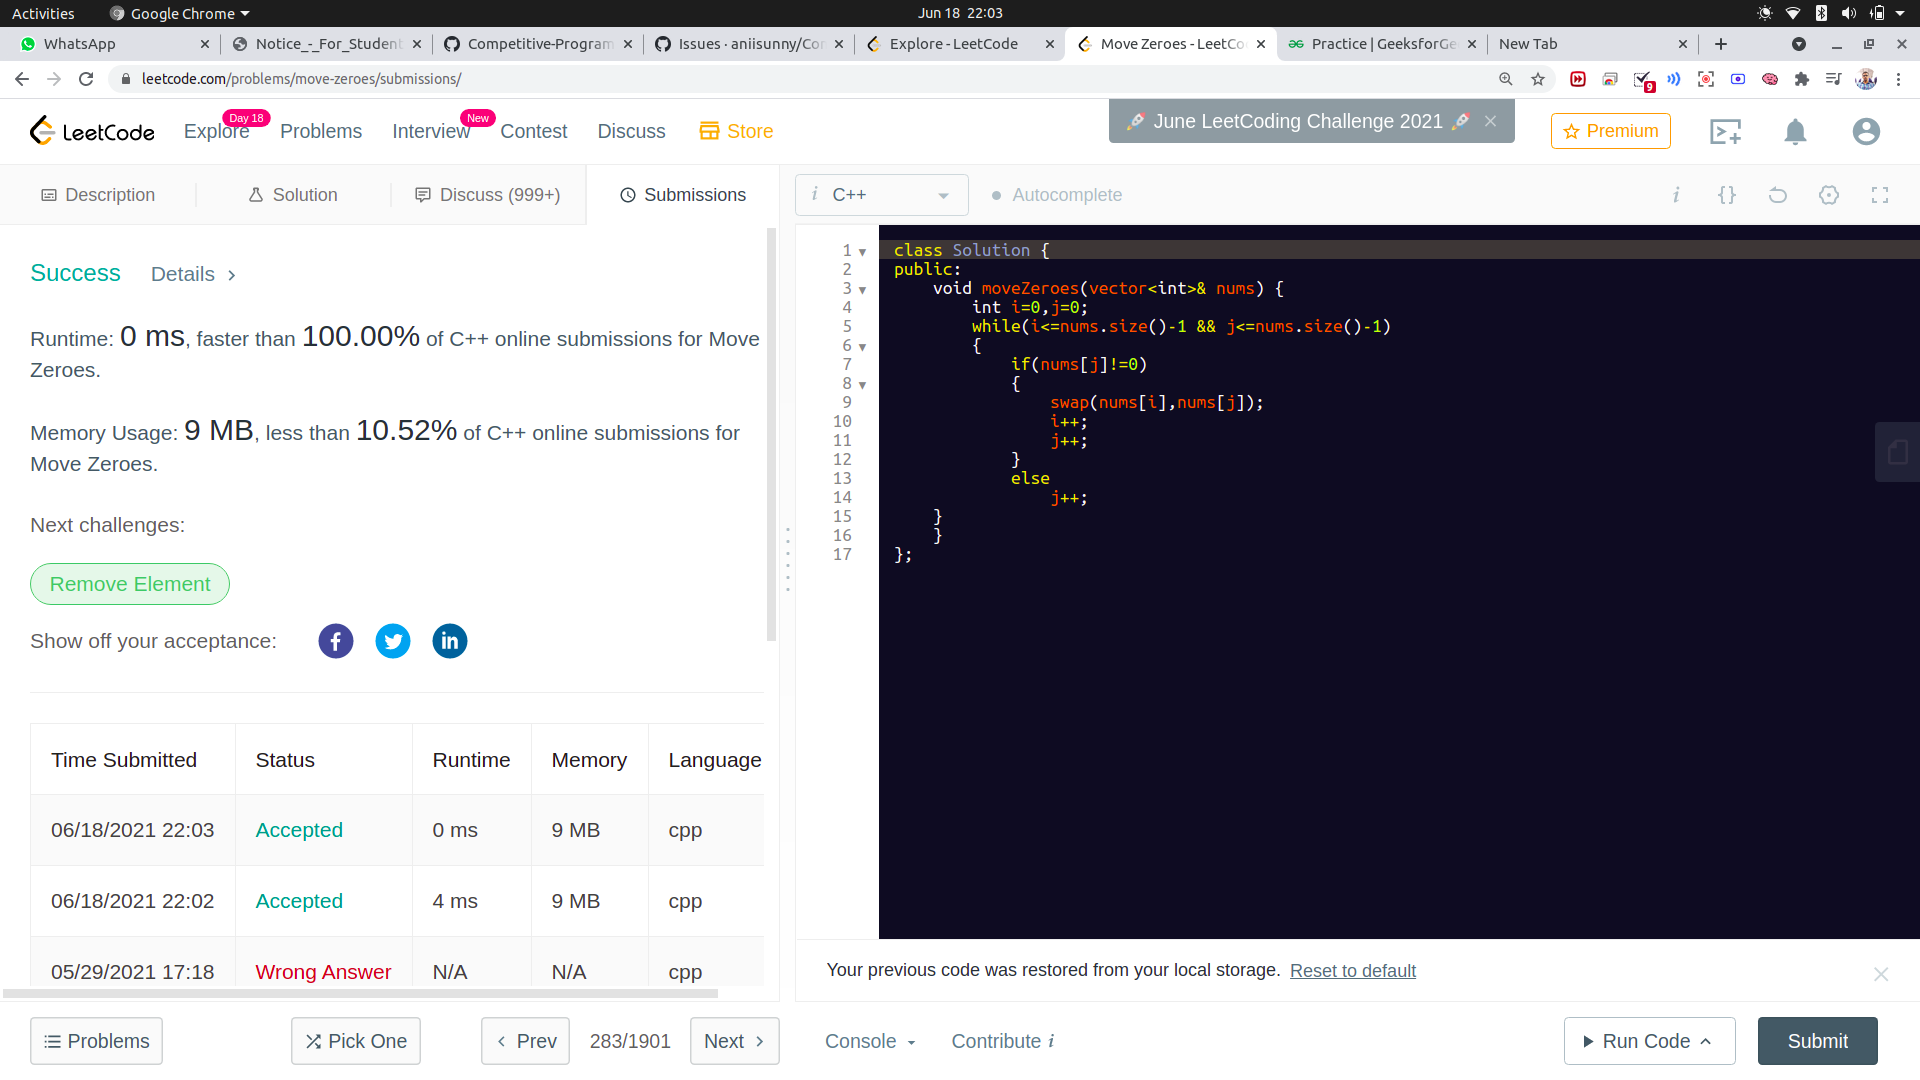 Activities
Google Chrome
Jun 18 22:03
WhatsApp
Notice_-_For_Student
Competitive-Program
Issues · aniisunny/Cor
Explore - LeetCode
Move Zeroes - LeetCo
Practice | GeeksforGe
New Tab
leetcode.com/problems/move-zeroes/submissions/
9
LeetCode
Explore
Day 18
Problems
Interview
New
Contest
Discuss
Store
June LeetCoding Challenge 2021
Premium
Description
Solution
Discuss (999+)
Submissions
i C++
Autocomplete
i
{}
Success
Details
Runtime: 0 ms, faster than 100.00% of C++ online submissions for Move
Zeroes.
Memory Usage: 9 MB, less than 10.52% of C++ online submissions for
Move Zeroes.
Next challenges:
Remove Element
Show off your acceptance:
Time Submitted Status Runtime Memory Language
06/18/2021 22:03 Accepted 0 ms 9 MB cpp
06/18/2021 22:02 Accepted 4 ms 9 MB cpp
05/29/2021 17:18 Wrong Answer N/A N/A cpp
1 class Solution {
2 public:
3 void moveZeroes(vector<int>& nums) {
4 int i=0,j=0;
5 while(i<=nums.size()-1 && j<=nums.size()-1)
6 {
7 if(nums[j]!=0)
8 {
9 swap(nums[i],nums[j]);
10 i++;
11 j++;
12 }
13 else
14 j++;
15 }
16 }
17 };
Your previous code was restored from your local storage. Reset to default
Problems
Pick One
Prev
283/1901
Next
Console
Contribute i
Run Code
Submit